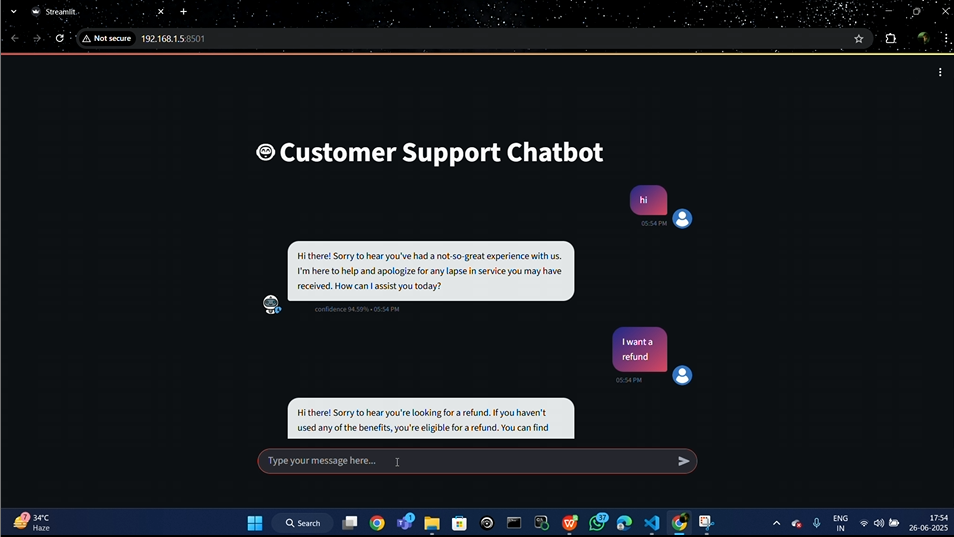 Streamlit
Not secure
192.168.1.5:8501
Customer Support Chatbot
hi
05:54 PM
Hi there! Sorry to hear you've had a not-so-great experience with us.
I'm here to help and apologize for any lapse in service you may have
received. How can I assist you today?
confidence 94.59% • 05:54 PM
I want a
refund
05:54 PM
Hi there! Sorry to hear you're looking for a refund. If you haven't
used any of the benefits, you're eligible for a refund. You can find
Type your message here...
7
34°C
Haze
Search
1
37
ENG
IN
17:54
26-06-2025